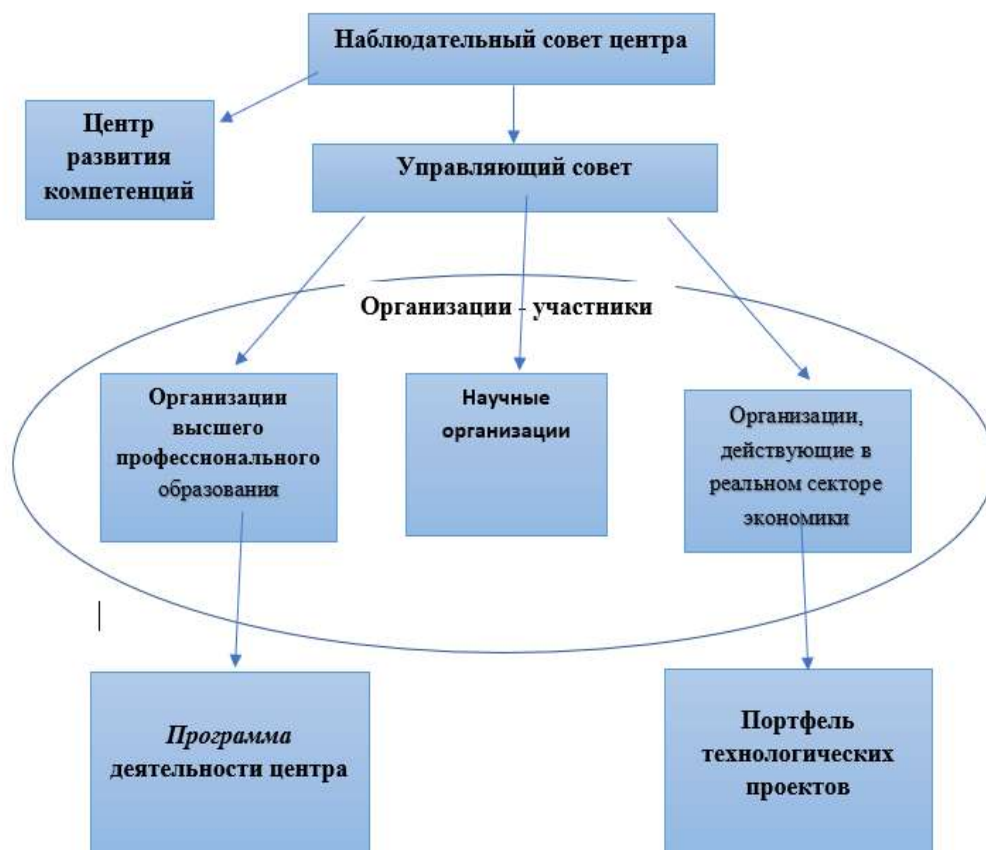 Наблюдательный совет центра
Центр
развития
компетенций
Управляющий совет
Организации - участники
Организации
высшего
профессионального
образования
Научные
организации
Организации,
действующие в
реальном секторе
экономики
Программа
деятельности центра
Портфель
технологических
проектов